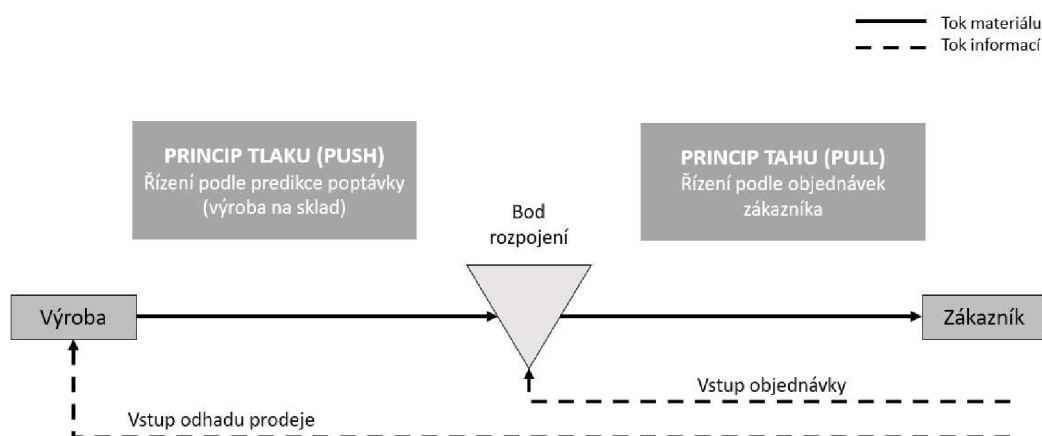 Tok materiálu
Tok informací
PRINCIP TLAKU (PUSH)
Řízení podle predikce poptávky
(výroba na sklad)
PRINCIP TAHU (PULL)
Řízení podle objednávek
zákazníka
Bod
rozpojení
Výroba
Zákazník
Vstup objednávky
Vstup odhadu prodeje